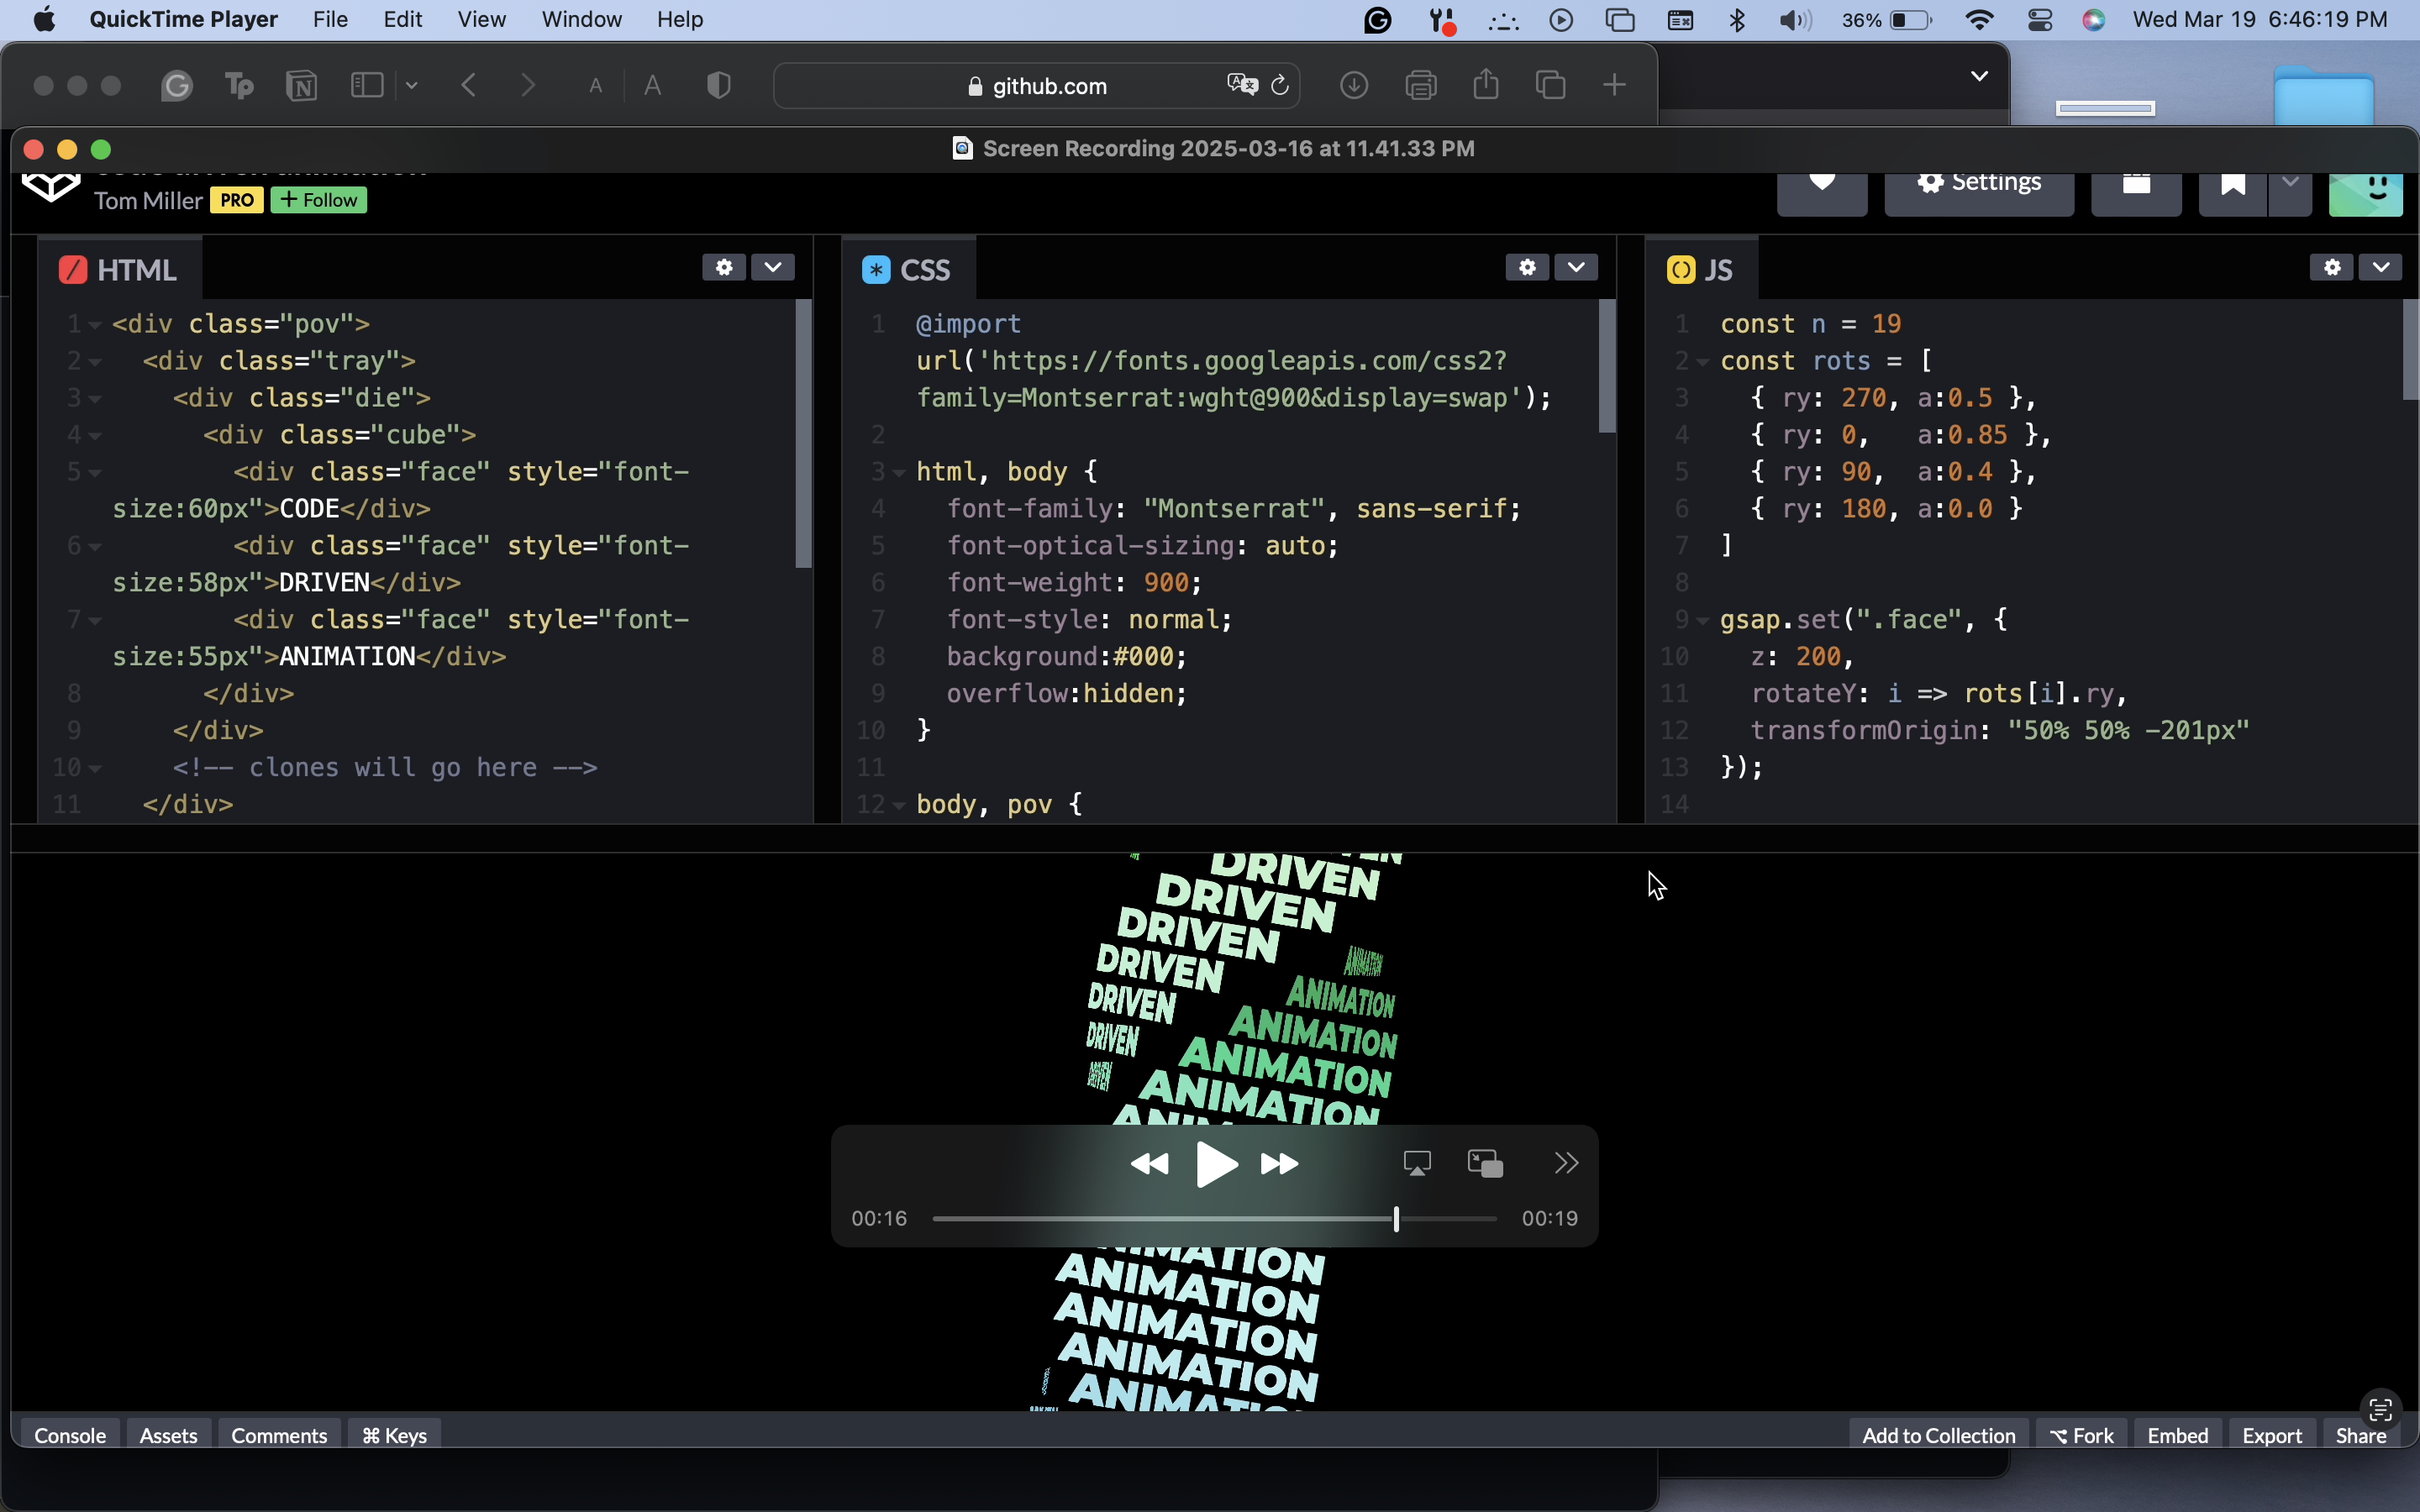 QuickTime Player File Edit View Window Help 36% Wed Mar 19 6:46:19 PM
Tp A A github.com
Screen Recording 2025-03-16 at 11.41.33 PM
Tom Miller PRO + Follow Settings
HTML
1 <div class="pov">
2 <div class="tray">
3 <div class="die">
4 <div class="cube">
5 <div class="face" style="font-
size:60px">CODE</div>
6 <div class="face" style="font-
size:58px">DRIVEN</div>
7 <div class="face" style="font-
size:55px">ANIMATION</div>
8 </div>
9 </div>
10 <!-- clones will go here -->
11 </div>
CSS
1 @import
url('https://fonts.googleapis.com/css2?
family=Montserrat:wght@900&display=swap');
2
3 html, body {
4 font-family: "Montserrat", sans-serif;
5 font-optical-sizing: auto;
6 font-weight: 900;
7 font-style: normal;
8 background:#000;
9 overflow:hidden;
10 }
11
12 body, pov {
JS
1 const n = 19
2 const rots = [
3 { ry: 270, a:0.5 },
4 { ry: 0, a:0.85 },
5 { ry: 90, a:0.4 },
6 { ry: 180, a:0.0 }
7 ]
8
9 gsap.set(".face", {
10 z: 200,
11 rotateY: i => rots[i].ry,
12 transformOrigin: "50% 50% -201px"
13 });
14
DRIVEN
DRIVEN
DRIVEN
DRIVEN
DRIVEN
DRIVEN
DRIVEN
ANIMATION
ANIMATION
ANIMATION
ANIMATION
ANIMATION
00:16 00:19
ANIMATION
ANIMATION
ANIMATION
ANIMATION
Console Assets Comments ⌘ Keys Add to Collection Fork Embed Export Share